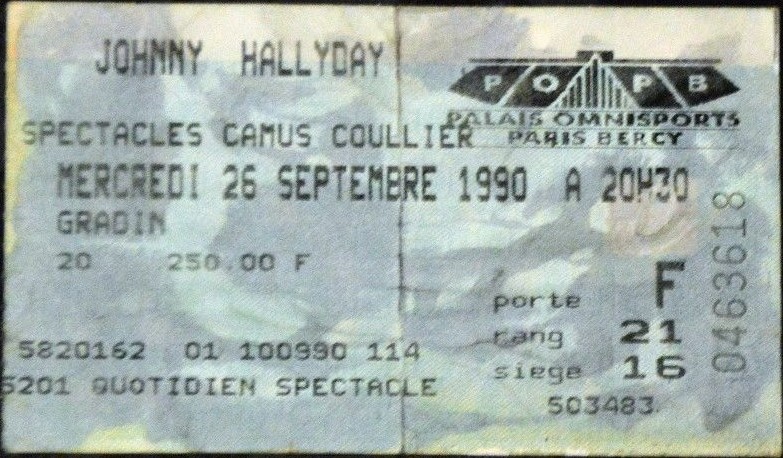 JOHNNY HALLYDAY
P O P B
PALAIS OMNISPORTS
PARIS BERCY
SPECTACLES CAMUS COULLIER
MERCREDI 26 SEPTEMBRE 1990 A 20H30
GRADIN
20 250.00 F
porte F
rang 21
siege 16
503483
0463618
5820162 01 100990 114
5201 QUOTIDIEN SPECTACLE